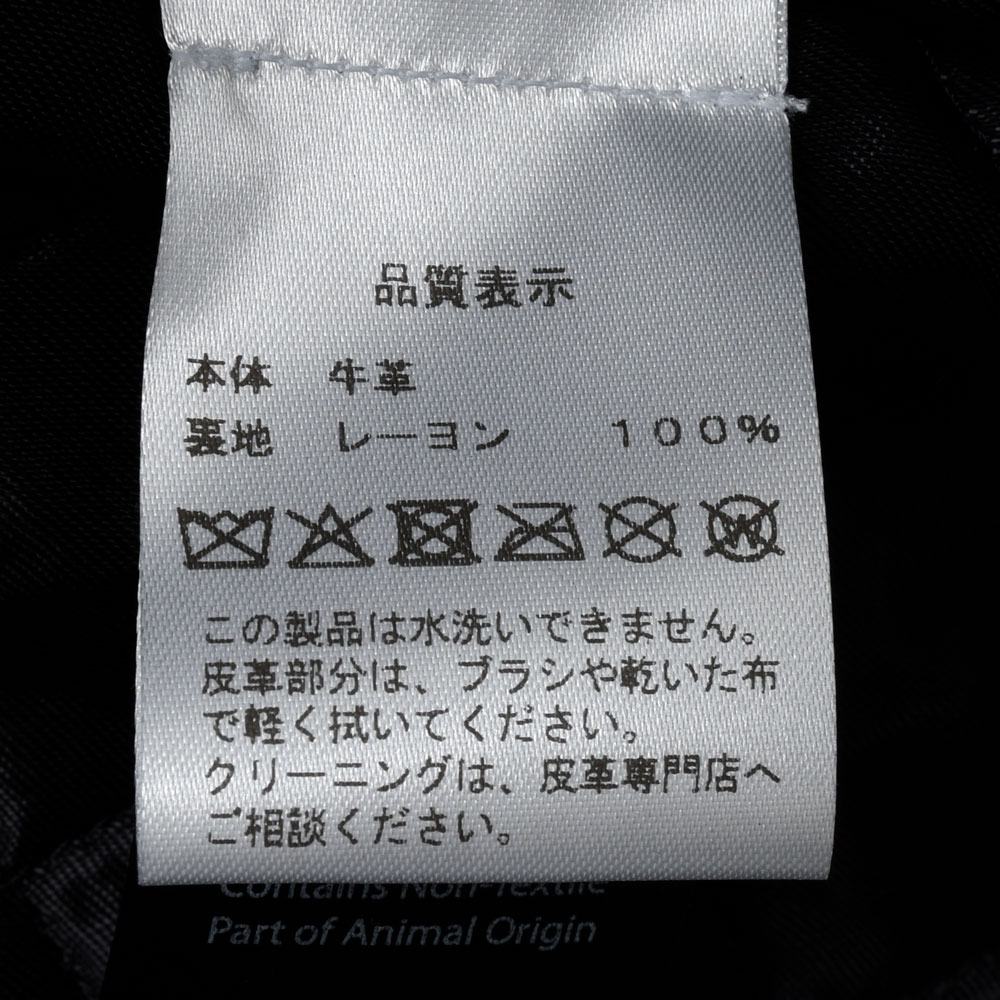 品質表示
本体 牛革
裏地 レーヨン 100%
W
この製品は水洗いできません。
皮革部分は、ブラシや乾いた布
で軽く拭いてください。
クリーニングは、皮革専門店へ
ご相談ください。
Contains Non-Textile
Part of Animal Origin